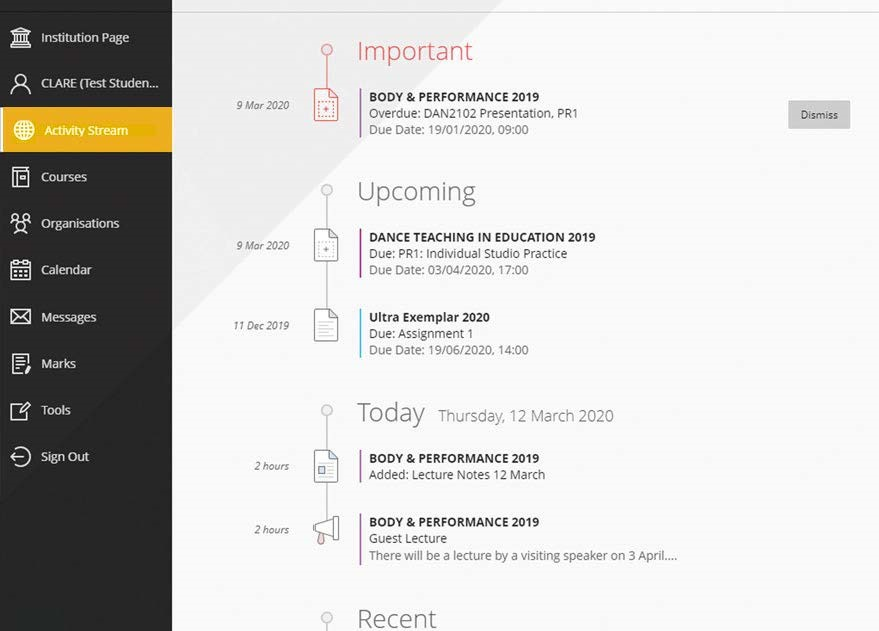 Institution Page
CLARE (Test Studen...
Activity Stream
Courses
Organisations
Calendar
Messages
Marks
Tools
Sign Out
Important
9 Mar 2020
BODY & PERFORMANCE 2019
Overdue: DAN2102 Presentation, PR1
Due Date: 19/01/2020, 09:00
Dismiss
Upcoming
9 Mar 2020
DANCE TEACHING IN EDUCATION 2019
Due: PR1: Individual Studio Practice
Due Date: 03/04/2020, 17:00
11 Dec 2019
Ultra Exemplar 2020
Due: Assignment 1
Due Date: 19/06/2020, 14:00
Today Thursday, 12 March 2020
2 hours
BODY & PERFORMANCE 2019
Added: Lecture Notes 12 March
2 hours
BODY & PERFORMANCE 2019
Guest Lecture
There will be a lecture by a visiting speaker on 3 April....
Recent